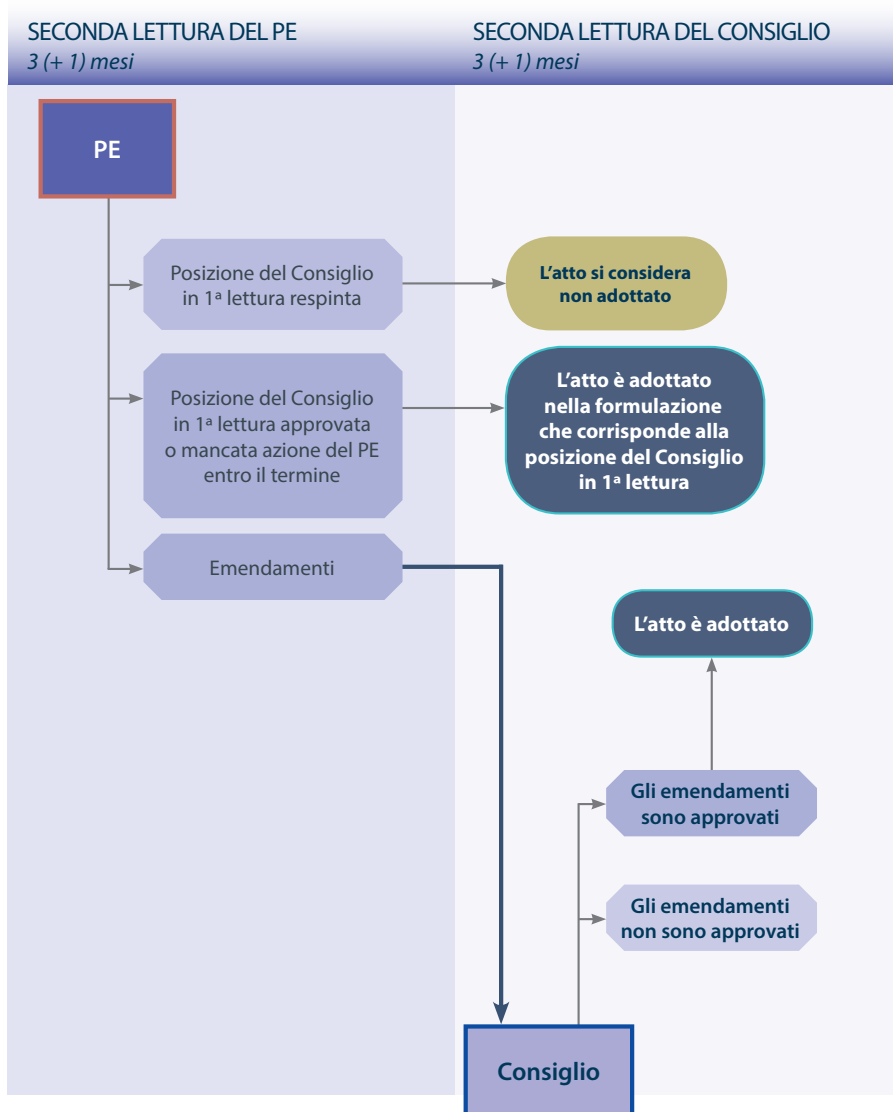 SECONDA LETTURA DEL PE
3 (+ 1) mesi
SECONDA LETTURA DEL CONSIGLIO
3 (+ 1) mesi
PE
Posizione del Consiglio
in 1ª lettura respinta
L’atto si considera
non adottato
Posizione del Consiglio
in 1ª lettura approvata
o mancata azione del PE
entro il termine
L’atto è adottato
nella formulazione
che corrisponde alla
posizione del Consiglio
in 1ª lettura
Emendamenti
L’atto è adottato
Gli emendamenti
sono approvati
Gli emendamenti
non sono approvati
Consiglio